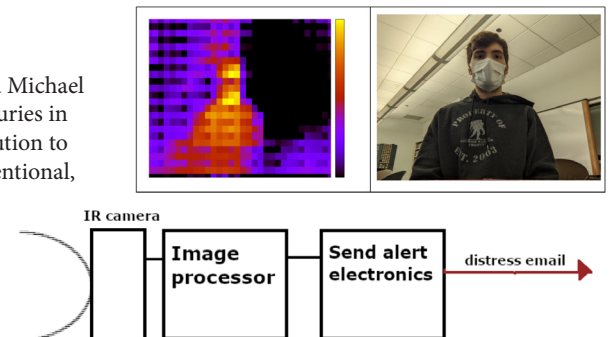 Michael
uries in
ution to
entional,
PROPERTY OF
EST. 2003
IR camera
Image
processor
Send alert
electronics
distress email